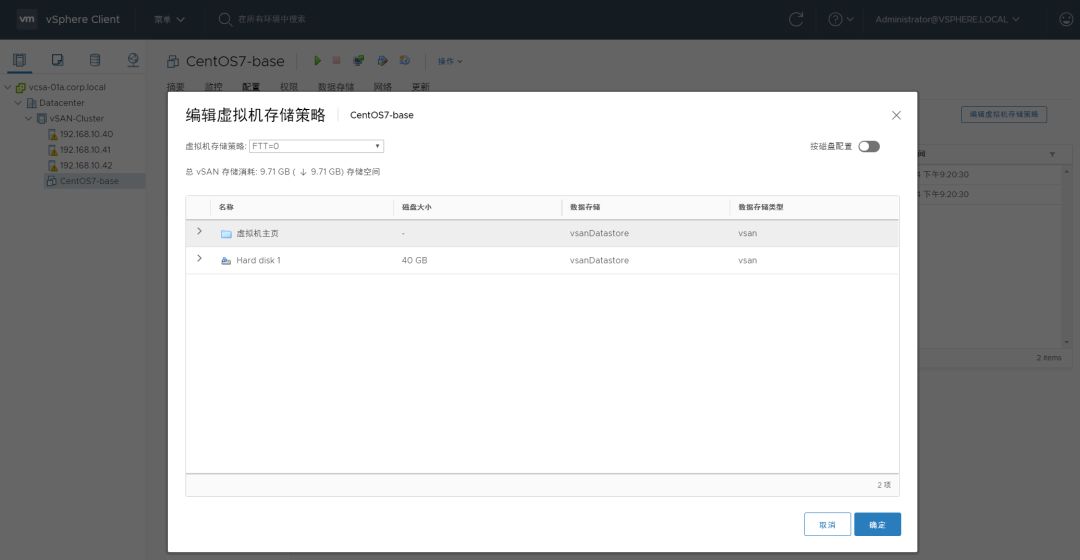 vm vSphere Client 菜单 在所有环境中搜索 Administrator@VSPHERE.LOCAL
CentOS7-base 操作
摘要 监控 配置 权限 数据存储 网络 更新
vcsa-01a.corp.local
Datacenter
vSAN-Cluster
192.168.10.40
192.168.10.41
192.168.10.42
CentOS7-base
编辑虚拟机存储策略
间
4 下午9:20:30
4 下午9:20:30
2 items
编辑虚拟机存储策略 CentOS7-base
虚拟机存储策略: FTT=0 按磁盘配置
总 vSAN 存储消耗: 9.71 GB ( ↓ 9.71 GB) 存储空间
名称 磁盘大小 数据存储 数据存储类型
虚拟机主页 - vsanDatastore vsan
Hard disk 1 40 GB vsanDatastore vsan
2 项
取消 确定